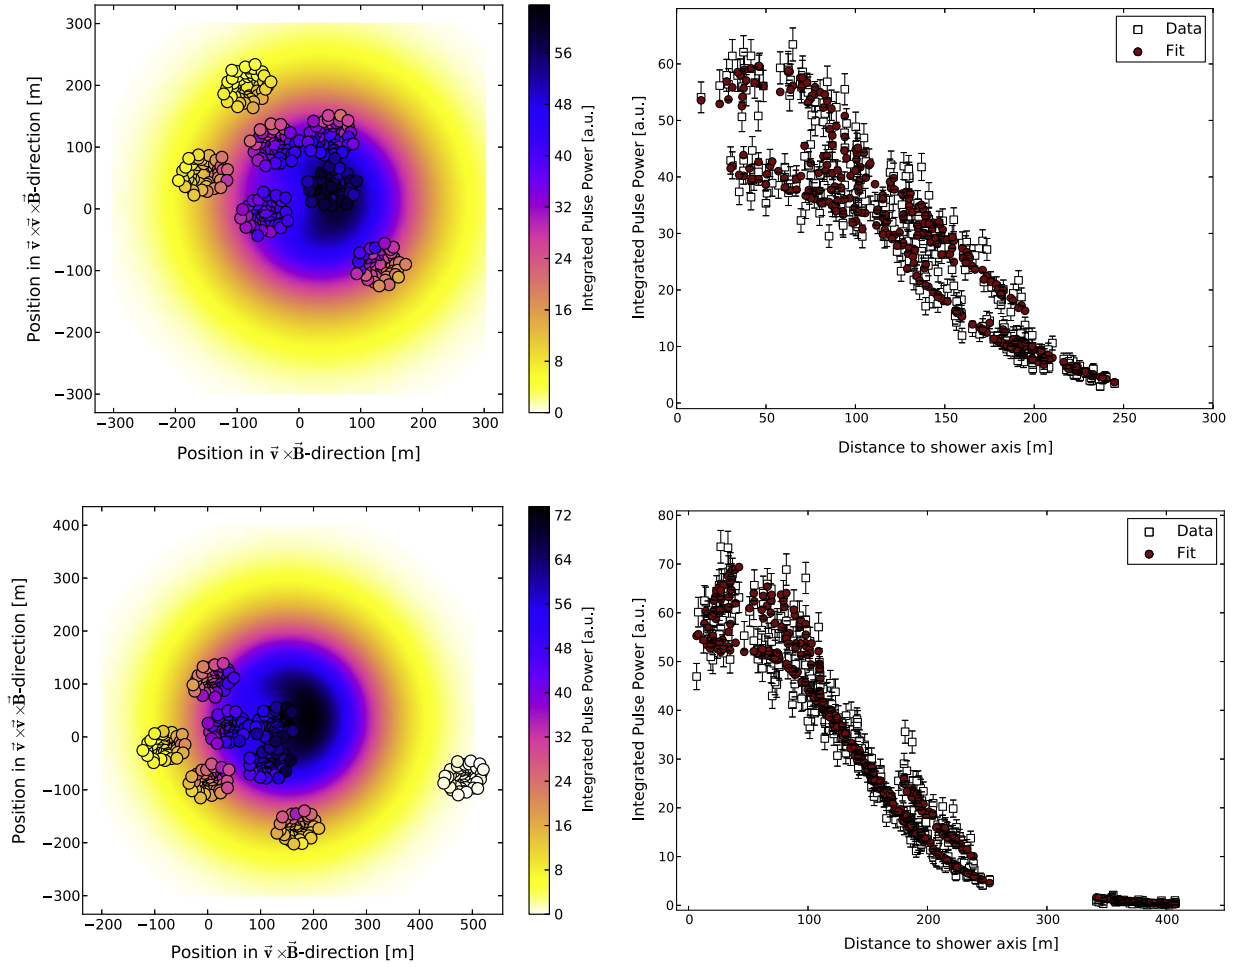 300
200
100
0
−100
−200
−300
−300 −200 −100 0 100 200 300
Position in v⃗ ×v⃗ ×B⃗-direction [m]
Position in v⃗ ×B⃗-direction [m]
56
48
40
32
24
16
8
0
Integrated Pulse Power [a.u.]
60
50
40
30
20
10
0
0 50 100 150 200 250 300
Integrated Pulse Power [a.u.]
Distance to shower axis [m]
Data
Fit
400
300
200
100
0
−100
−200
−300
−200 −100 0 100 200 300 400 500
Position in v⃗ ×v⃗ ×B⃗-direction [m]
Position in v⃗ ×B⃗-direction [m]
72
64
56
48
40
32
24
16
8
0
Integrated Pulse Power [a.u.]
80
70
60
50
40
30
20
10
0
0 100 200 300 400
Integrated Pulse Power [a.u.]
Distance to shower axis [m]
Data
Fit